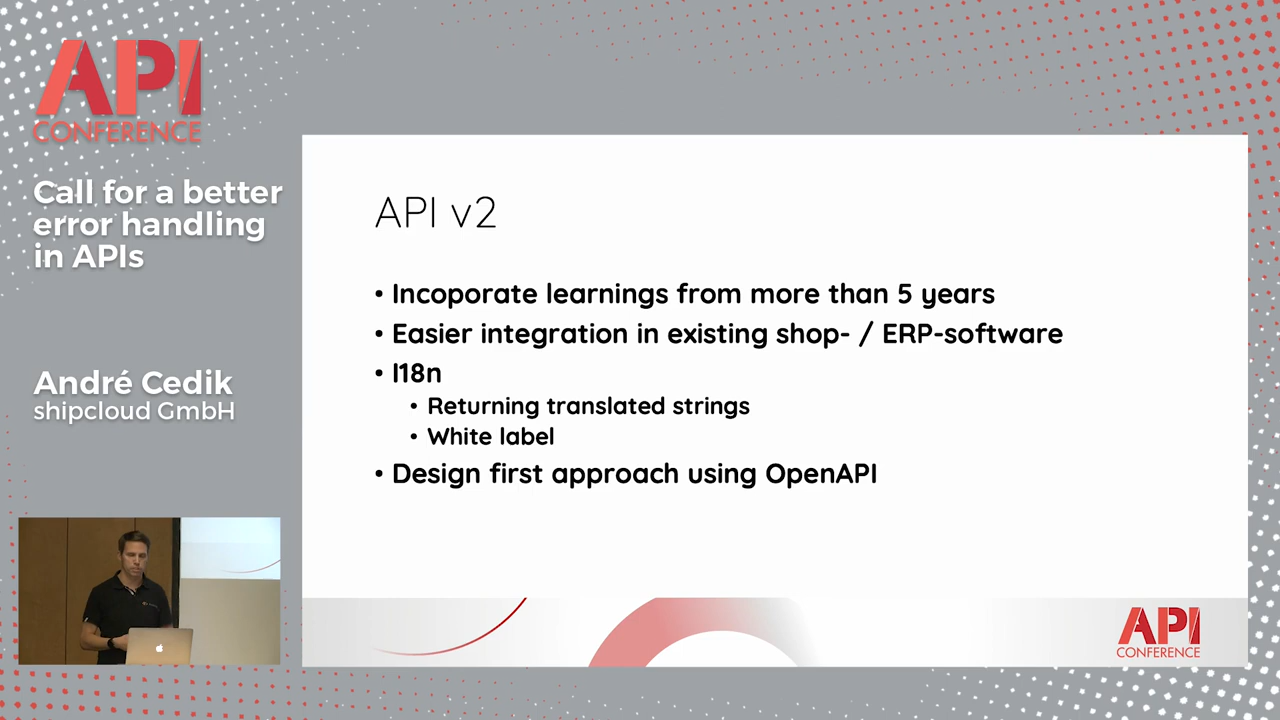 API
CONFERENCE
Call for a better
error handling
in APIs
André Cedik
shipcloud GmbH
API v2
• Incoporate learnings from more than 5 years
• Easier integration in existing shop- / ERP-software
• I18n
• Returning translated strings
• White label
• Design first approach using OpenAPI
API
CONFERENCE